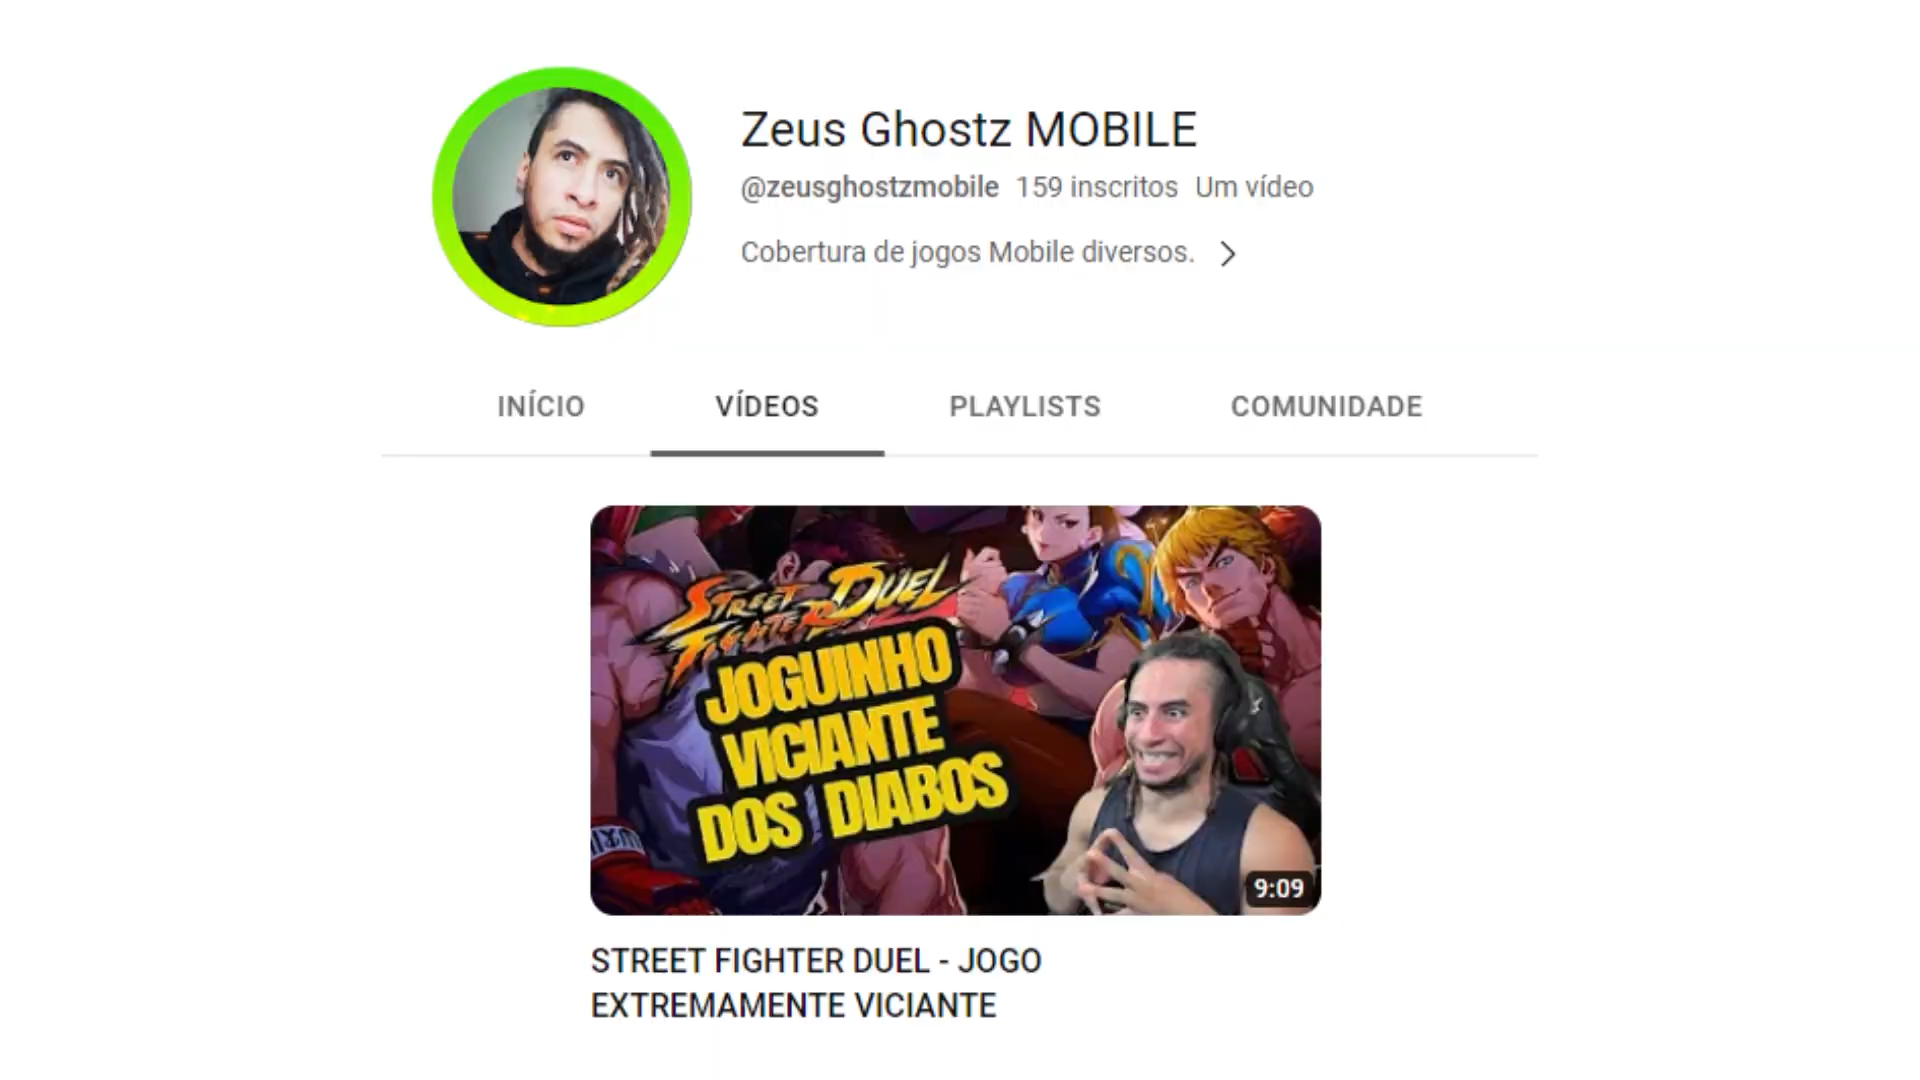 Zeus Ghostz MOBILE
@zeusghostzmobile 159 inscritos Um vídeo
Cobertura de jogos Mobile diversos.
INÍCIO VÍDEOS PLAYLISTS COMUNIDADE
STREET FIGHTER DUEL
JOGUINHO
VICIANTE
DOS DIABOS
9:09
STREET FIGHTER DUEL - JOGO
EXTREMAMENTE VICIANTE